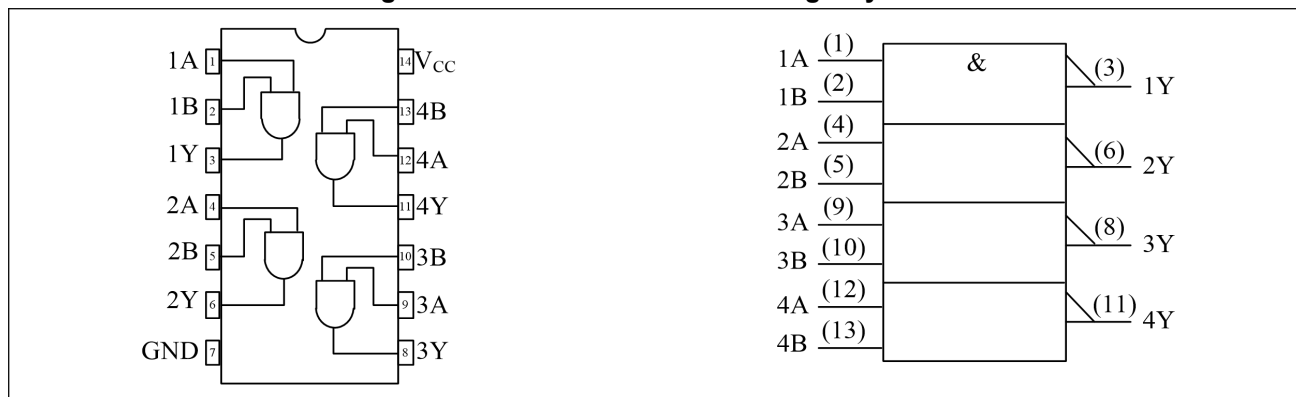 1A 1 14 VCC
1B 2 13 4B
1Y 3 12 4A
2A 4 11 4Y
2B 5 10 3B
2Y 6 9 3A
GND 7 8 3Y
&
1A (1)
1B (2)
2A (4)
2B (5)
3A (9)
3B (10)
4A (12)
4B (13)
(3) 1Y
(6) 2Y
(8) 3Y
(11) 4Y